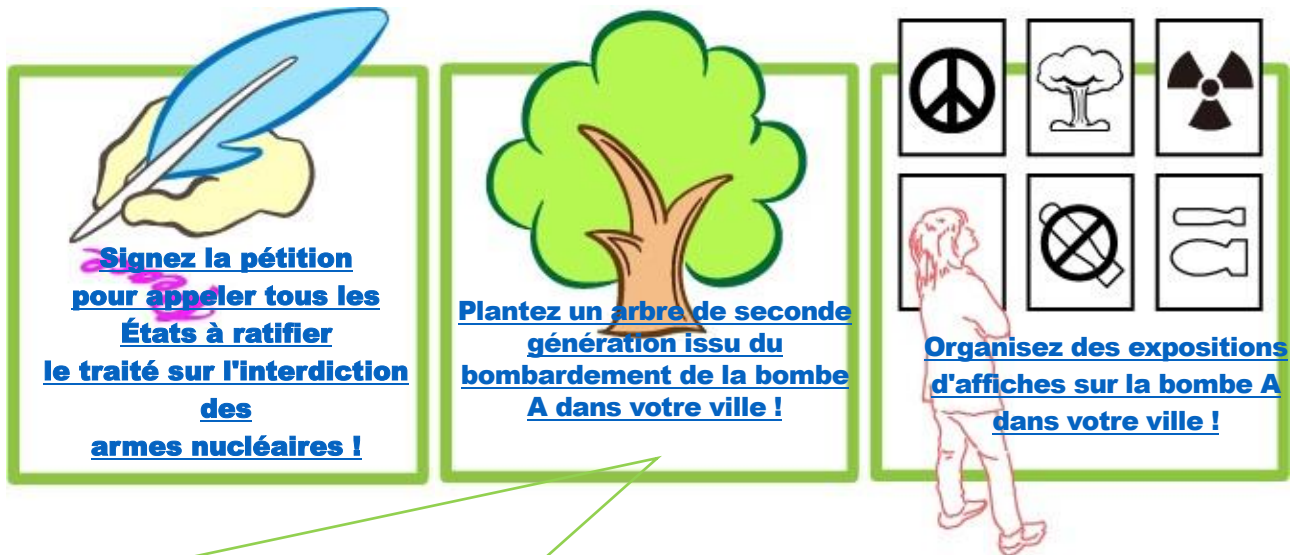 Signez la pétition
pour appeler tous les
États à ratifier
le traité sur l'interdiction
des
armes nucléaires !
Plantez un arbre de seconde
génération issu du
bombardement de la bombe
A dans votre ville !
Organisez des expositions
d'affiches sur la bombe A
dans votre ville !